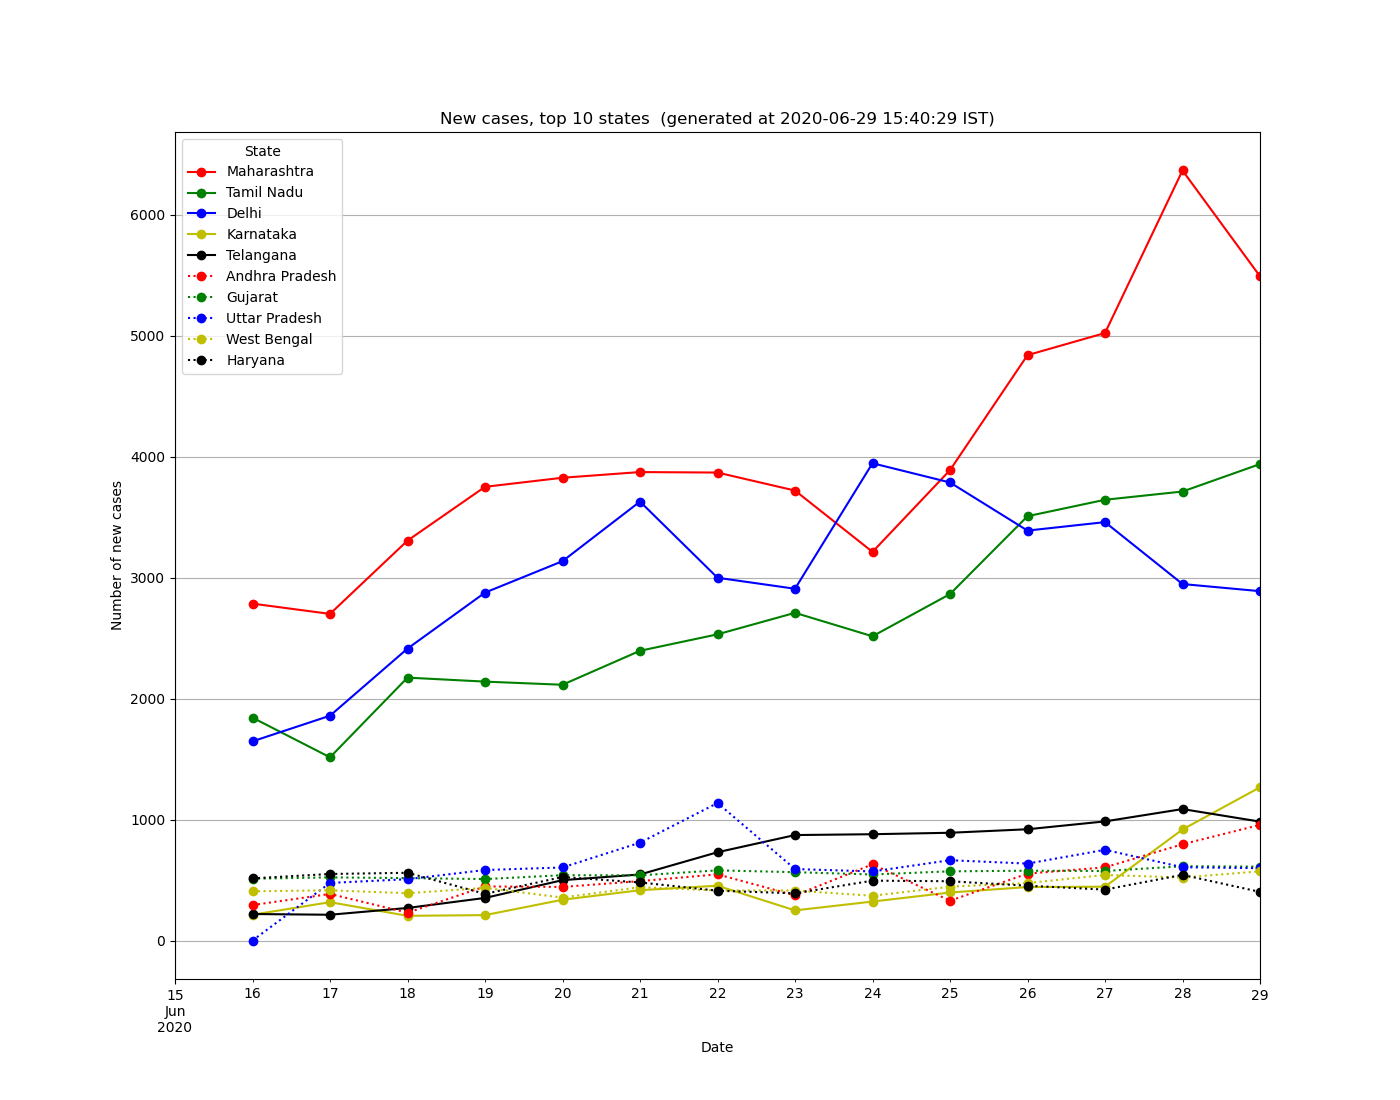 New cases, top 10 states  (generated at 2020-06-29 15:40:29 IST)
State
Maharashtra
Tamil Nadu
Delhi
Karnataka
Telangana
Andhra Pradesh
Gujarat
Uttar Pradesh
West Bengal
Haryana
Number of new cases
6000
5000
4000
3000
2000
1000
0
15 16 17 18 19 20 21 22 23 24 25 26 27 28 29
Jun
2020
Date